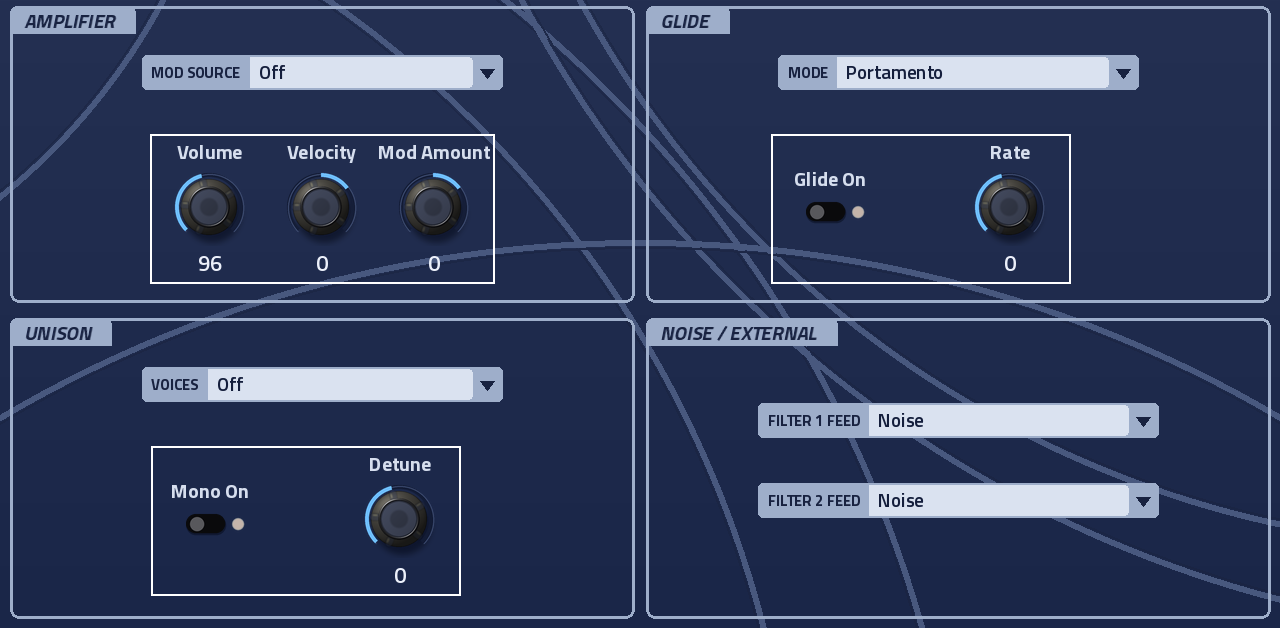 AMPLIFIER
MOD SOURCE Off
Volume Velocity Mod Amount
96 0 0
GLIDE
MODE Portamento
Glide On
Rate
0
UNISON
VOICES Off
Mono On
Detune
0
NOISE / EXTERNAL
FILTER 1 FEED Noise
FILTER 2 FEED Noise